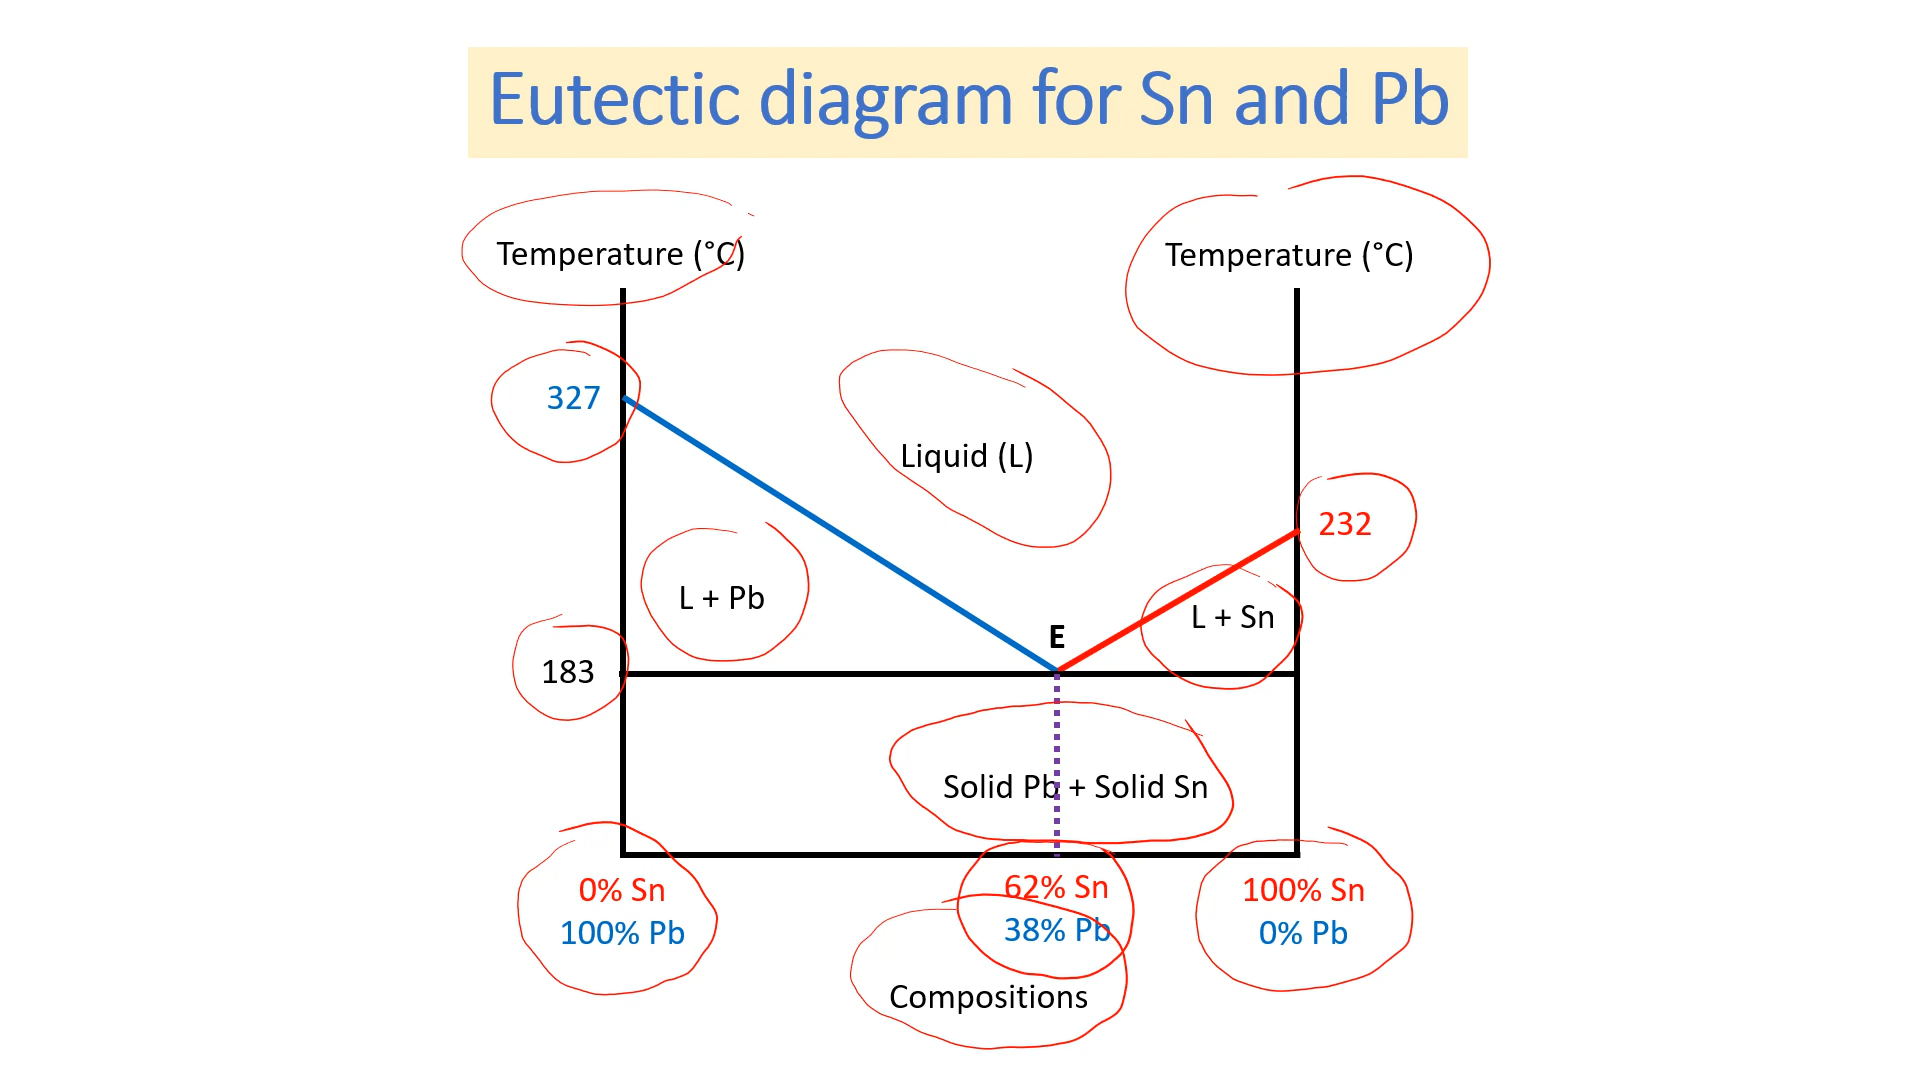 Eutectic diagram for Sn and Pb
Temperature (°C)
Temperature (°C)
327
Liquid (L)
232
L + Pb
L + Sn
E
183
Solid Pb + Solid Sn
0% Sn
100% Pb
62% Sn
38% Pb
100% Sn
0% Pb
Compositions